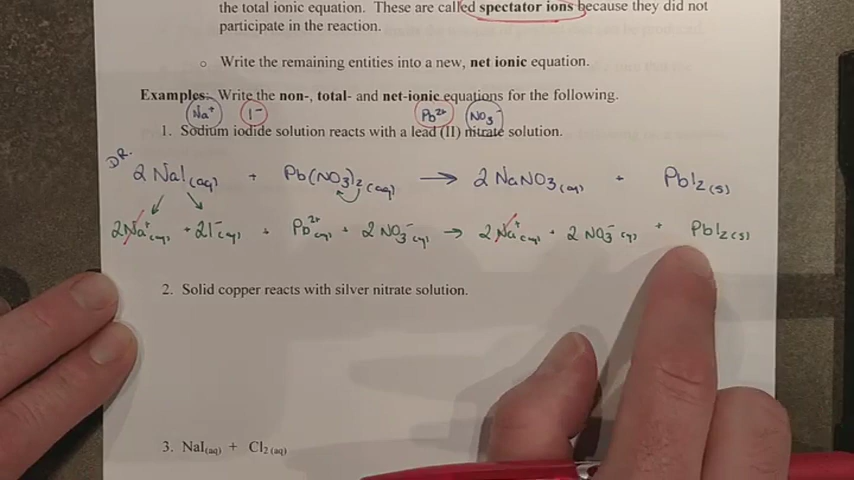 the total ionic equation. These are called spectator ions because they did not
participate in the reaction.
o Write the remaining entities into a new, net ionic equation.
Examples: Write the non-, total- and net-ionic equations for the following.
Na⁺ I⁻ Pb²⁺ NO₃⁻
1. Sodium iodide solution reacts with a lead (II) nitrate solution.
DR. 2 NaI(aq) + Pb(NO₃)₂(aq) → 2 NaNO₃(aq) + PbI₂(s)
2Na⁺(aq) + 2I⁻(aq) + Pb²⁺(aq) + 2 NO₃⁻(aq) → 2 Na⁺(aq) + 2 NO₃⁻(aq) + PbI₂(s)
2. Solid copper reacts with silver nitrate solution.
3. NaI(aq) + Cl₂(aq)